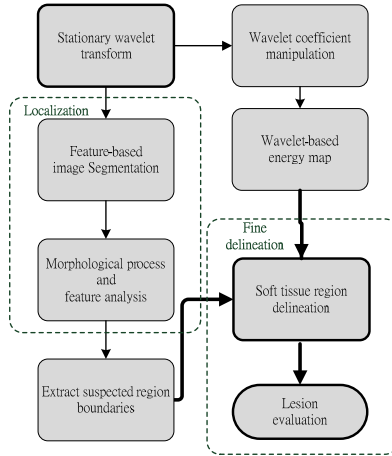 Stationary wavelet
transform
Wavelet coefficient
manipulation
Localization
Feature-based
image Segmentation
Wavelet-based
energy map
Fine
delineation
Morphological process
and
feature analysis
Soft tissue region
delineation
Extract suspected region
boundaries
Lesion
evaluation